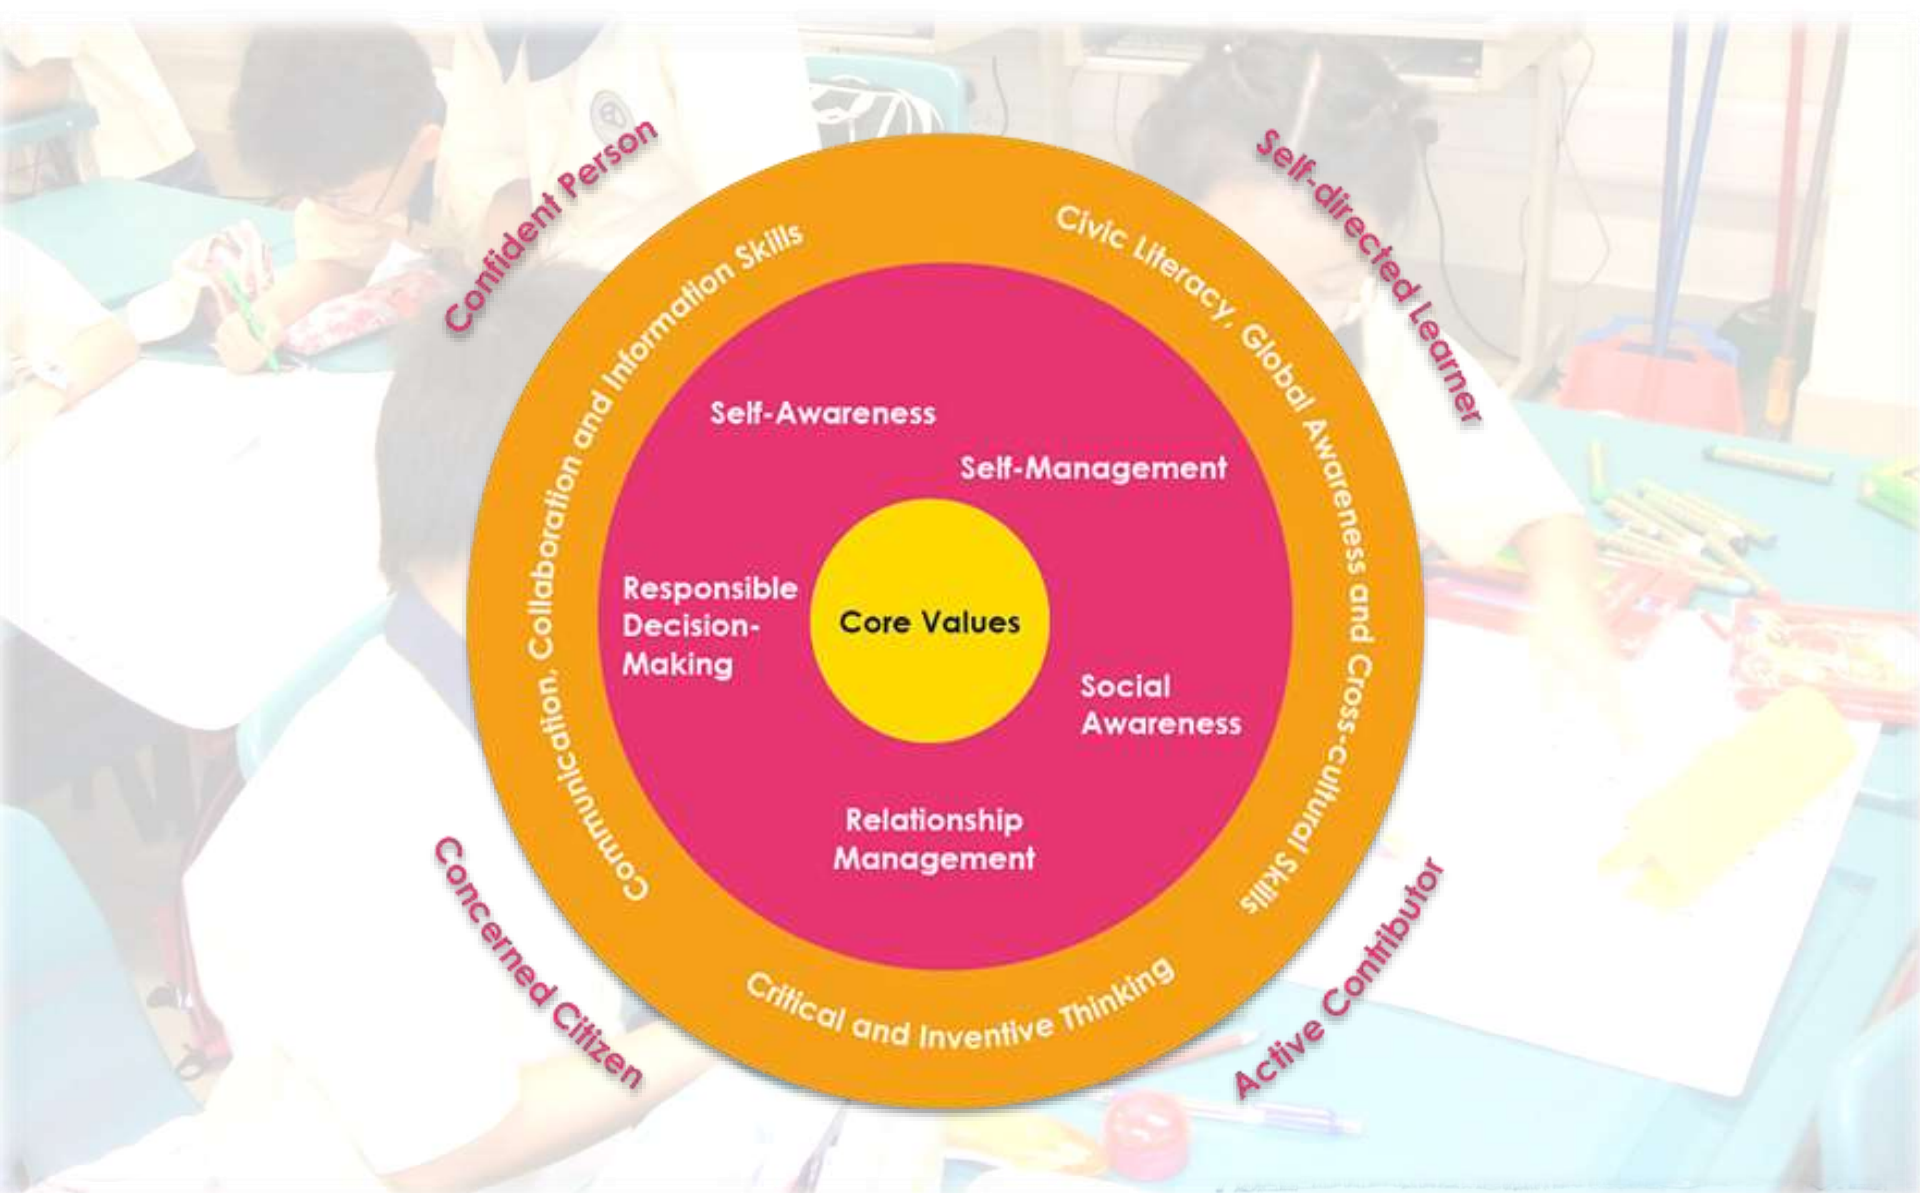 Confident Person
Self-directed Learner
Communication, Collaboration and Information Skills
Civic Literacy, Global Awareness and Cross-cultural Skills
Self-Awareness
Self-Management
Responsible
Decision-
Making
Core Values
Social
Awareness
Relationship
Management
Critical and Inventive Thinking
Concerned Citizen
Active Contributor